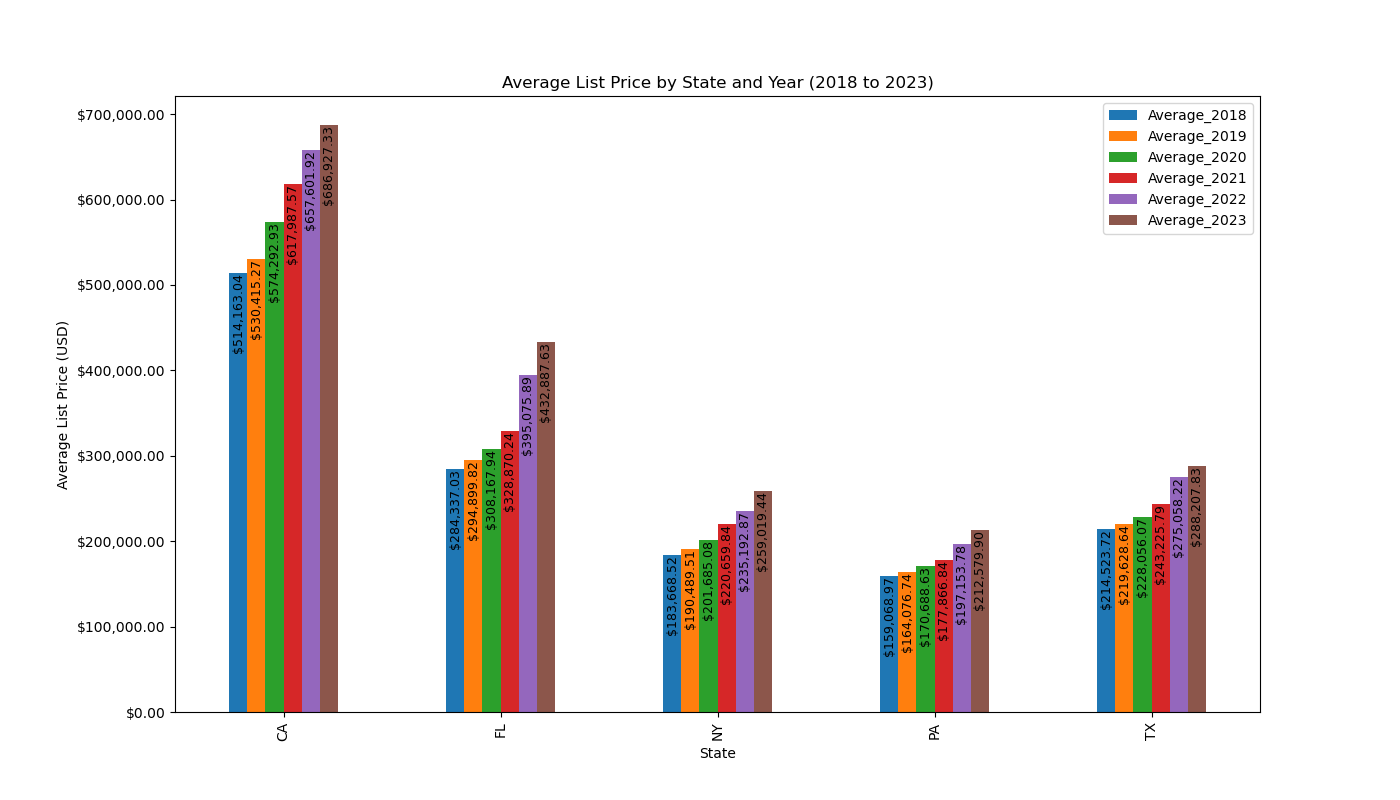 Average List Price by State and Year (2018 to 2023)
$700,000.00
$600,000.00
$500,000.00
$400,000.00
$300,000.00
$200,000.00
$100,000.00
$0.00
Average List Price (USD)
Average_2018
Average_2019
Average_2020
Average_2021
Average_2022
Average_2023
$514,163.04
$530,415.27
$574,292.93
$617,987.57
$657,601.92
$686,927.33
$284,337.03
$294,899.82
$308,167.94
$328,870.24
$395,075.89
$432,887.63
$183,668.52
$190,489.51
$201,685.08
$220,659.84
$235,192.87
$259,019.44
$159,068.97
$164,076.74
$170,688.63
$177,866.84
$197,153.78
$212,579.90
$214,523.72
$219,628.64
$228,056.07
$243,225.79
$275,058.22
$288,207.83
CA
FL
NY
PA
TX
State